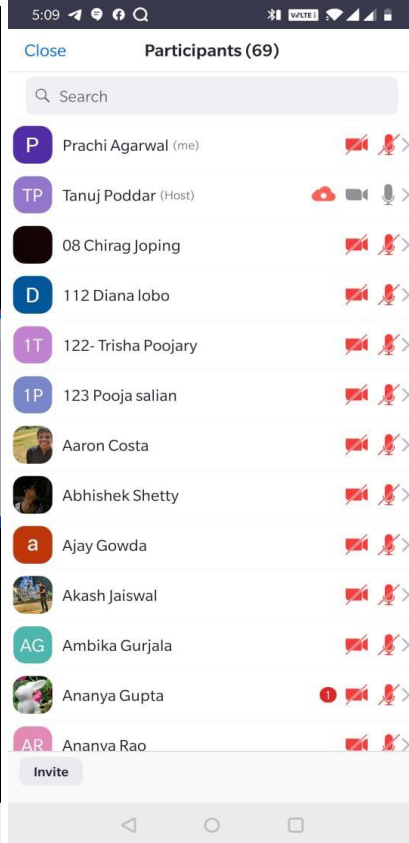 5:09 VoLTE
Close Participants (69)
Search
P Prachi Agarwal (me)
TP Tanuj Poddar (Host)
08 Chirag Joping
D 112 Diana lobo
1T 122- Trisha Poojary
1P 123 Pooja salian
Aaron Costa
Abhishek Shetty
a Ajay Gowda
Akash Jaiswal
AG Ambika Gurjala
Ananya Gupta 1
AR Ananya Rao
Invite